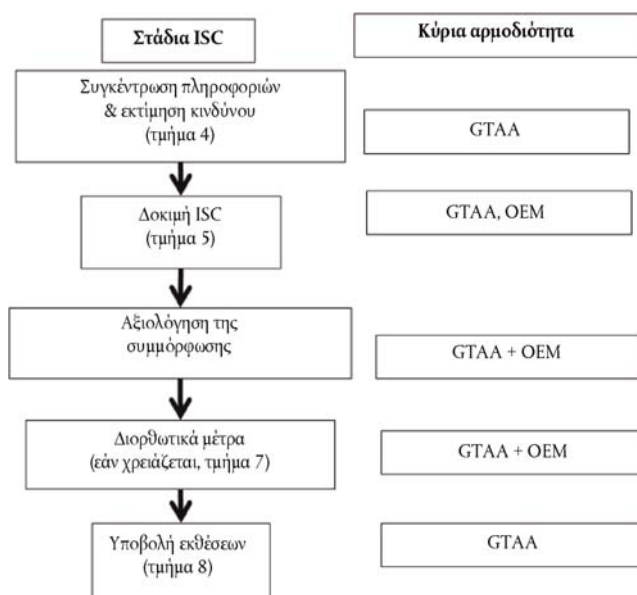 Στάδια ISC
Κύρια αρμοδιότητα
Συγκέντρωση πληροφοριών
& εκτίμηση κινδύνου
(τμήμα 4)
GTAA
Δοκιμή ISC
(τμήμα 5)
GTAA, OEM
Αξιολόγηση της
συμμόρφωσης
GTAA + OEM
Διορθωτικά μέτρα
(εάν χρειάζεται, τμήμα 7)
GTAA + OEM
Υποβολή εκθέσεων
(τμήμα 8)
GTAA